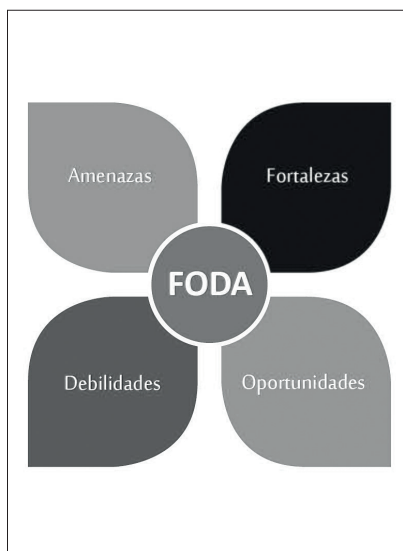 Amenazas
Fortalezas
FODA
Debilidades
Oportunidades